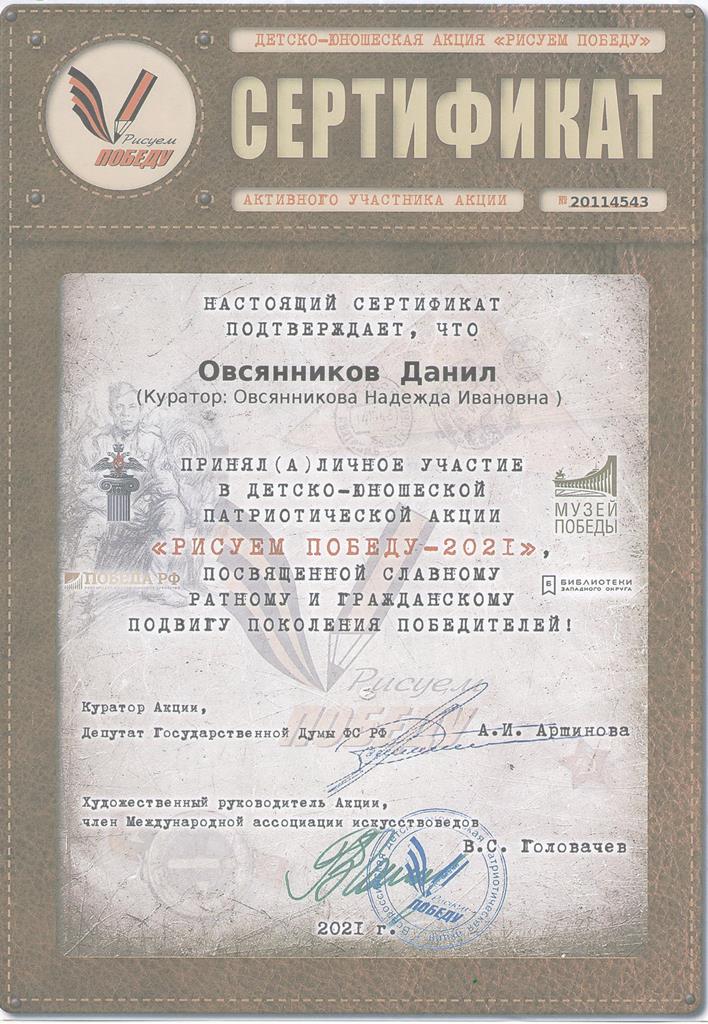 ДЕТСКО-ЮНОШЕСКАЯ АКЦИЯ «РИСУЕМ ПОБЕДУ»
СЕРТИФИКАТ
Рисуем
ПОБЕДУ
АКТИВНОГО УЧАСТНИКА АКЦИИ
№ 20114543
НАСТОЯЩИЙ СЕРТИФИКАТ
ПОДТВЕРЖДАЕТ, ЧТО
Овсянников Данил
(Куратор: Овсянникова Надежда Ивановна )
ПРИНЯЛ(А)ЛИЧНОЕ УЧАСТИЕ
В ДЕТСКО-ЮНОШЕСКОЙ
ПАТРИОТИЧЕСКОЙ АКЦИИ
«РИСУЕМ ПОБЕДУ-2021»,
ПОСВЯЩЕННОЙ СЛАВНОМУ
РАТНОМУ И ГРАЖДАНСКОМУ
ПОДВИГУ ПОКОЛЕНИЯ ПОБЕДИТЕЛЕЙ!
МУЗЕЙ
ПОБЕДЫ
ПОБЕДА РФ
Б БИБЛИОТЕКИ
ЗАПАДНОГО ОКРУГА
Рисуем
ПОБЕДУ
Куратор Акции,
Депутат Государственной Думы ФС РФ
А.И. Аршинова
Художественный руководитель Акции,
член Международной ассоциации искусствоведов
В.С. Головачев
Рисуем
ПОБЕДУ
2021 г.